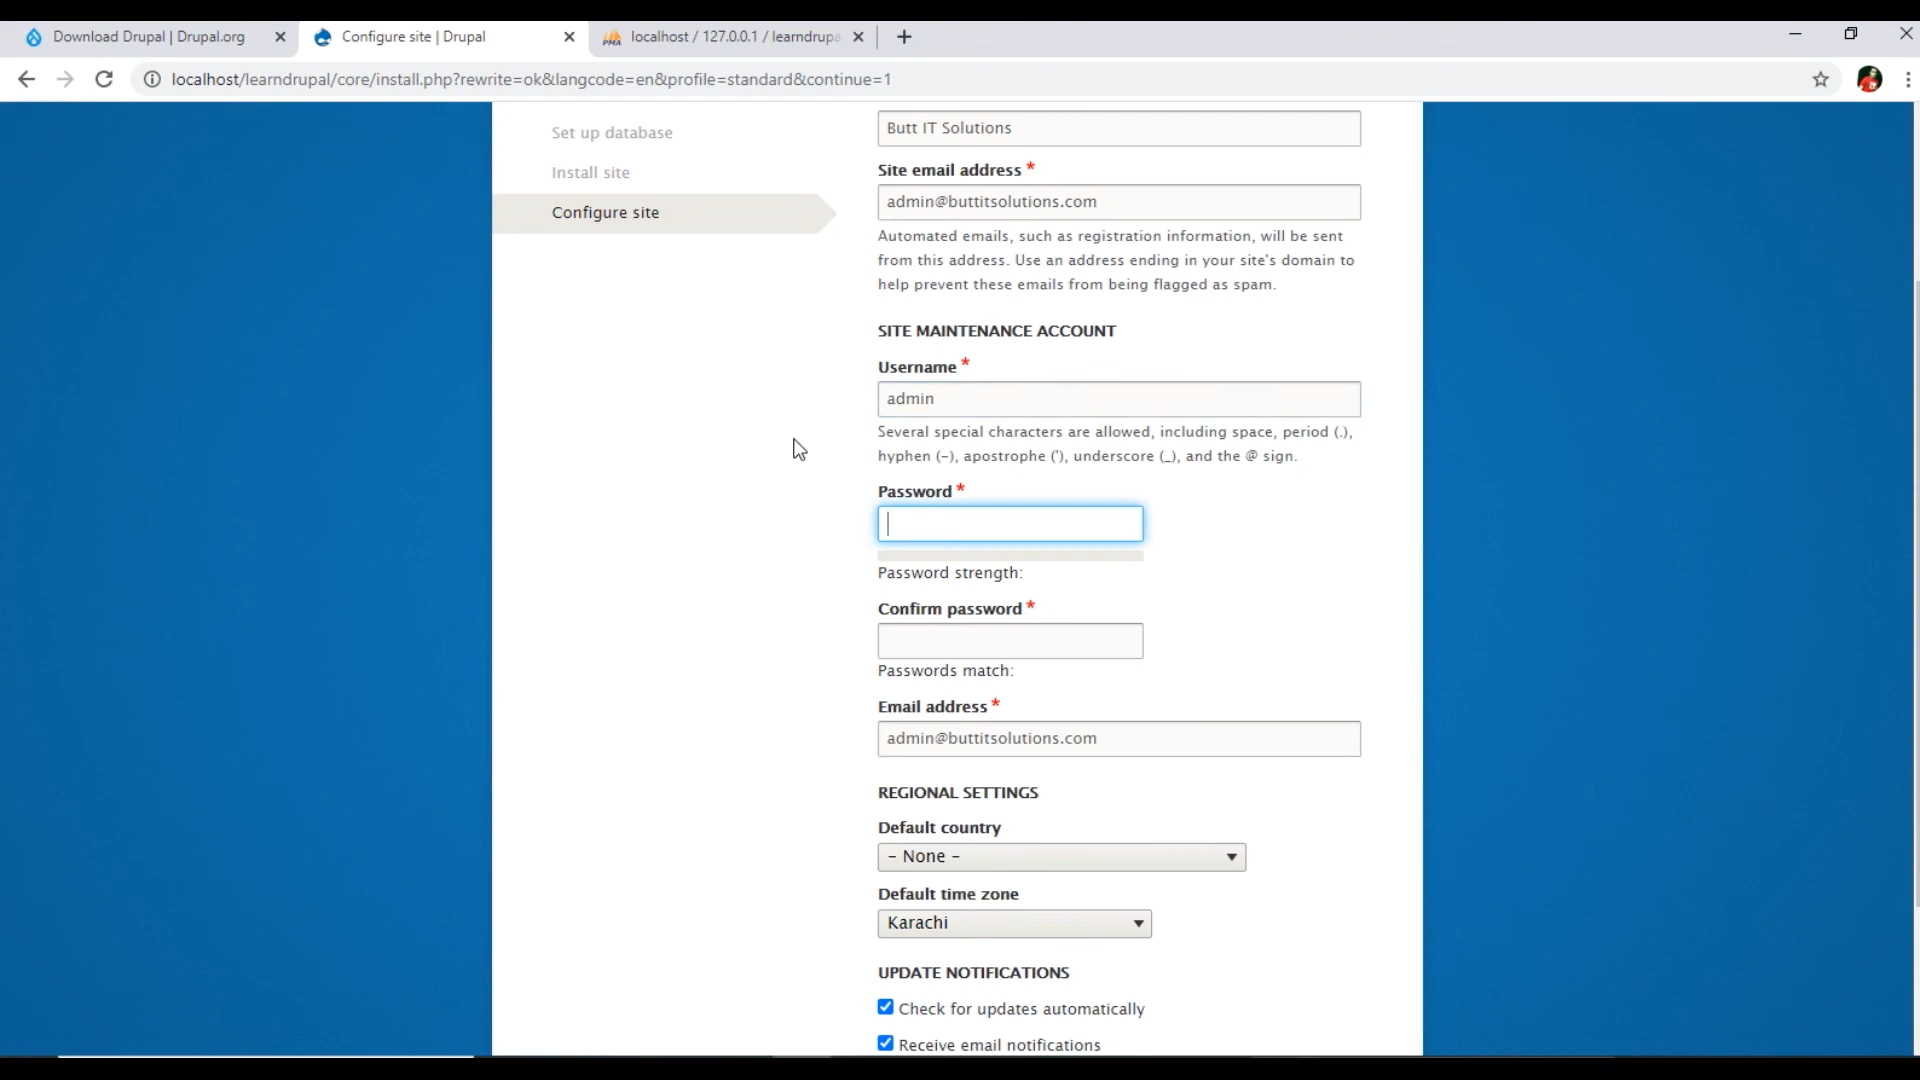 Download Drupal | Drupal.org
Configure site | Drupal
localhost / 127.0.0.1 / learndrupa
localhost/learndrupal/core/install.php?rewrite=ok&langcode=en&profile=standard&continue=1
Set up database
Install site
Configure site
Butt IT Solutions
Site email address *
admin@buttitsolutions.com
Automated emails, such as registration information, will be sent
from this address. Use an address ending in your site's domain to
help prevent these emails from being flagged as spam.
SITE MAINTENANCE ACCOUNT
Username *
admin
Several special characters are allowed, including space, period (.),
hyphen (-), apostrophe ('), underscore (_), and the @ sign.
Password *
Password strength:
Confirm password *
Passwords match:
Email address *
admin@buttitsolutions.com
REGIONAL SETTINGS
Default country
- None -
Default time zone
Karachi
UPDATE NOTIFICATIONS
Check for updates automatically
Receive email notifications